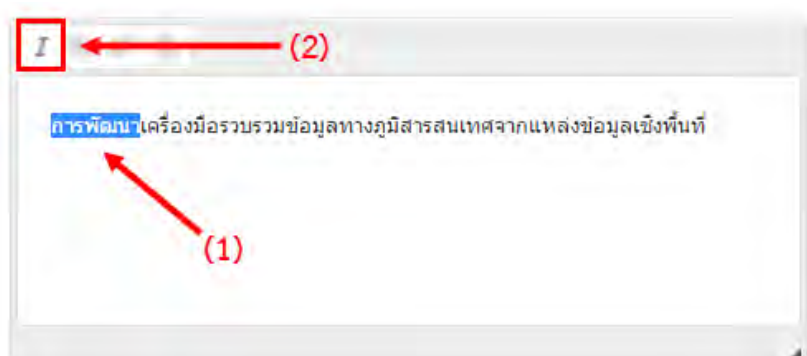 I (2)
การพัฒนาเครื่องมือรวบรวมข้อมูลทางภูมิสารสนเทศจากแหล่งข้อมูลเชิงพื้นที่
(1)